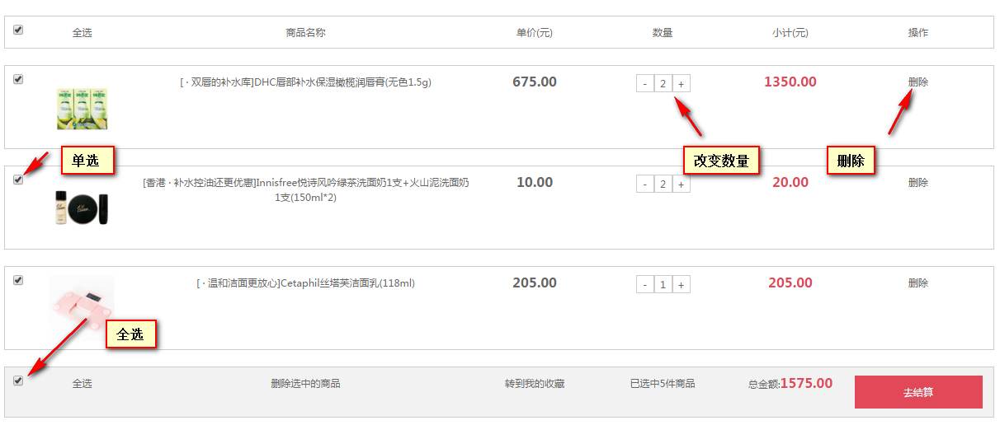 全选 商品名称 单价(元) 数量 小计(元) 操作
[ · 双唇的补水库]DHC唇部补水保湿橄榄润唇膏(无色1.5g) 675.00 - 2 + 1350.00 删除
单选 改变数量 删除
[香港 · 补水控油还更优惠]Innisfree悦诗风吟绿茶洗面奶1支+火山泥洗面奶 10.00 - 2 + 20.00 删除
1支(150ml*2)
[ · 温和洁面更放心]Cetaphil丝塔芙洁面乳(118ml) 205.00 - 1 + 205.00 删除
全选
全选 删除选中的商品 转到我的收藏 已选中5件商品 总金额:1575.00 去结算